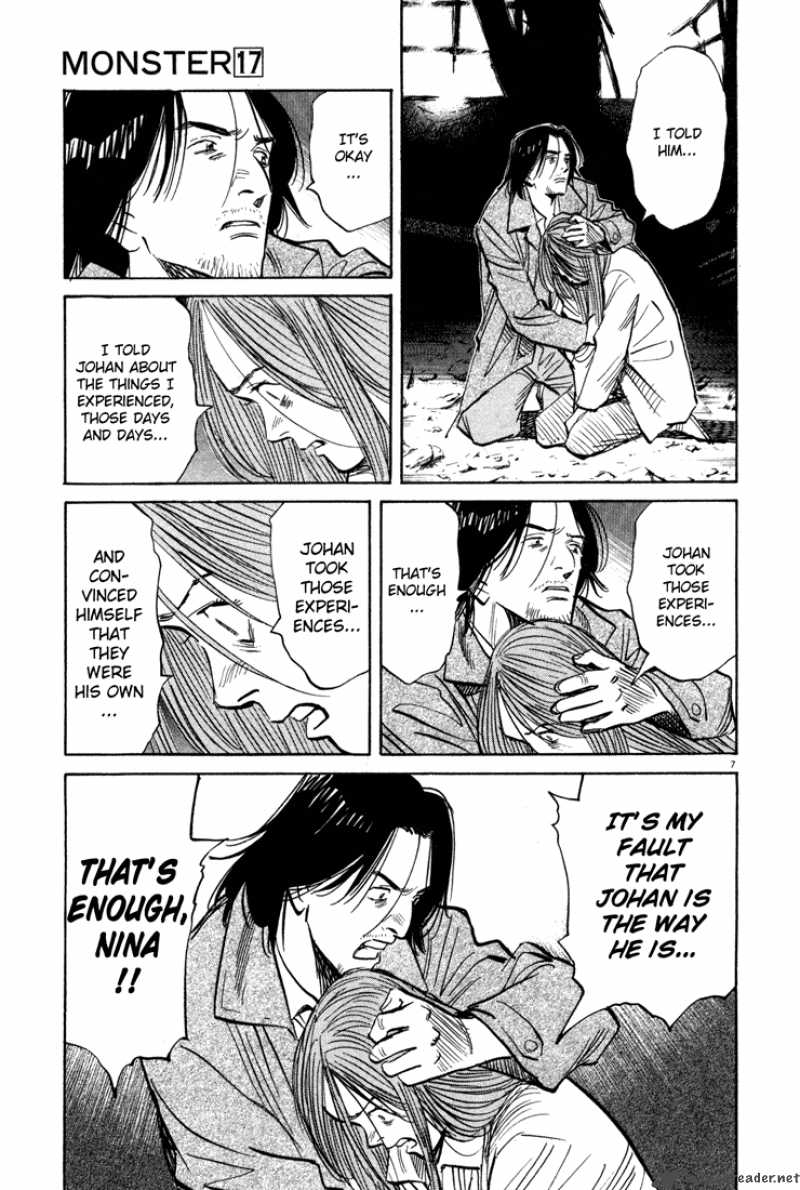 MONSTER 17
I TOLD
HIM...
IT'S
OKAY
...
I TOLD
JOHAN ABOUT
THE THINGS I
EXPERIENCED,
THOSE DAYS
AND DAYS...
JOHAN
TOOK
THOSE
EXPERI-
ENCES...
THAT'S
ENOUGH
...
JOHAN
TOOK
THOSE
EXPERI-
ENCES...
AND
CON-
VINCED
HIMSELF
THAT
THEY
WERE
HIS OWN
...
7
IT'S MY
FAULT
THAT
JOHAN IS
THE WAY
HE IS...
THAT'S
ENOUGH,
NINA
!!
eader.net